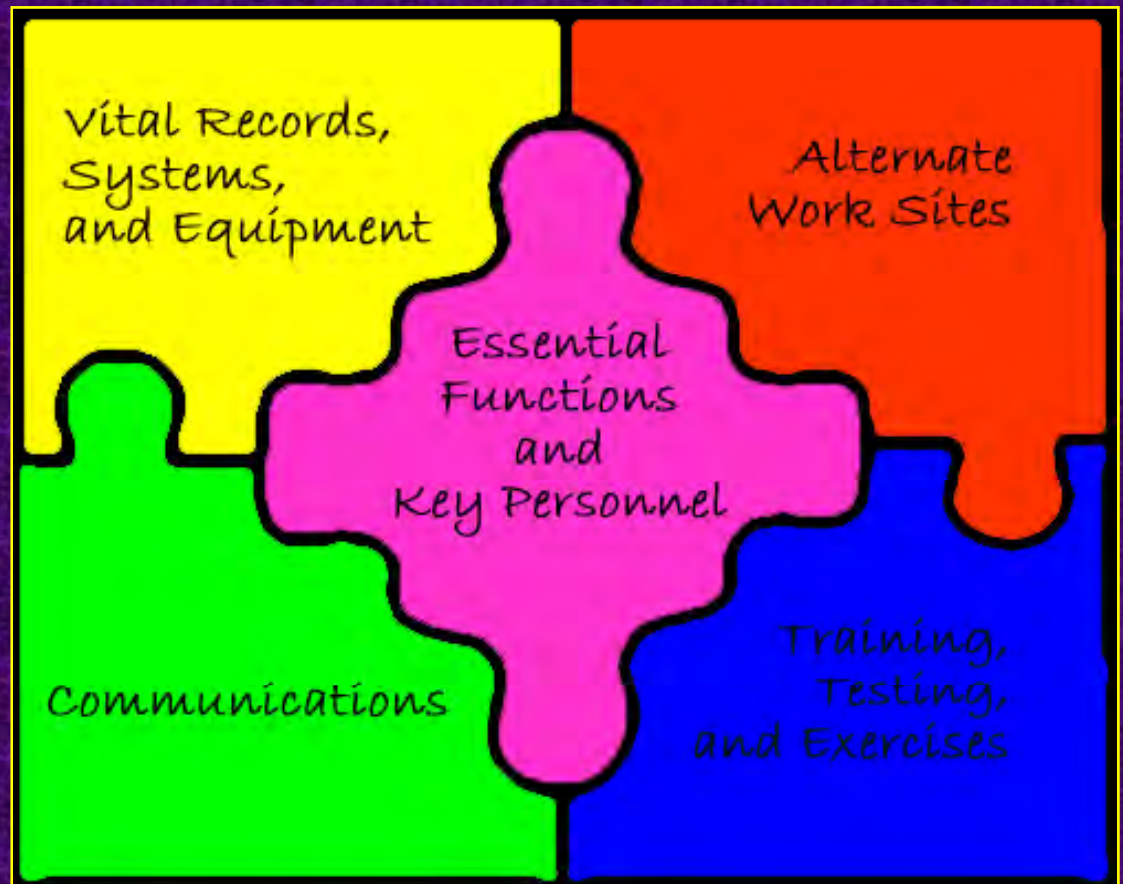 Vital Records,
Systems,
and Equipment
Alternate
Work Sites
Essential
Functions
and
Key Personnel
Communications
Training,
Testing,
and Exercises